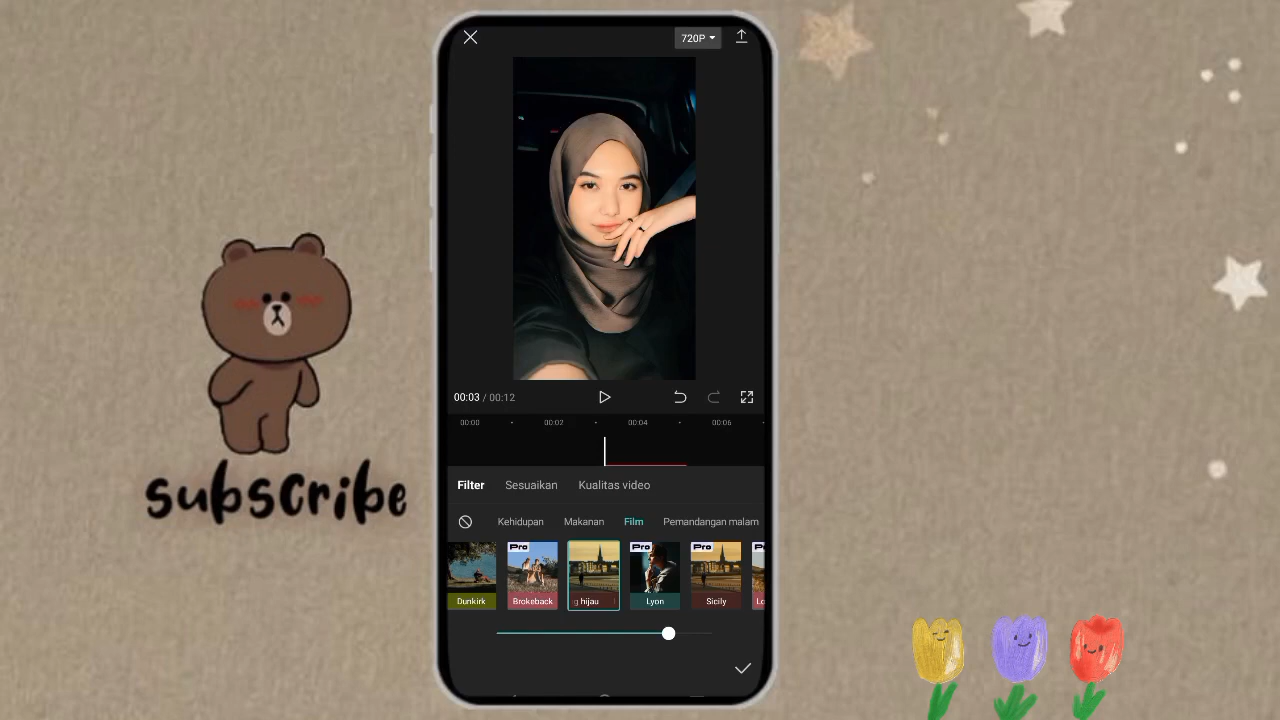 720P
00:03 / 00:12
00:00
00:02
00:04
00:06
Filter Sesuaikan Kualitas video
Kehidupan Makanan Film Pemandangan malam
Pro
Pro
Pro
Dunkirk
Brokeback
g hijau
Lyon
Sicily
subscribe